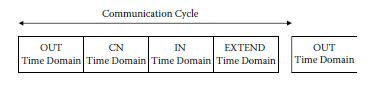 Communication Cycle
OUT CN IN EXTEND OUT
Time Domain Time Domain Time Domain Time Domain Time Domain